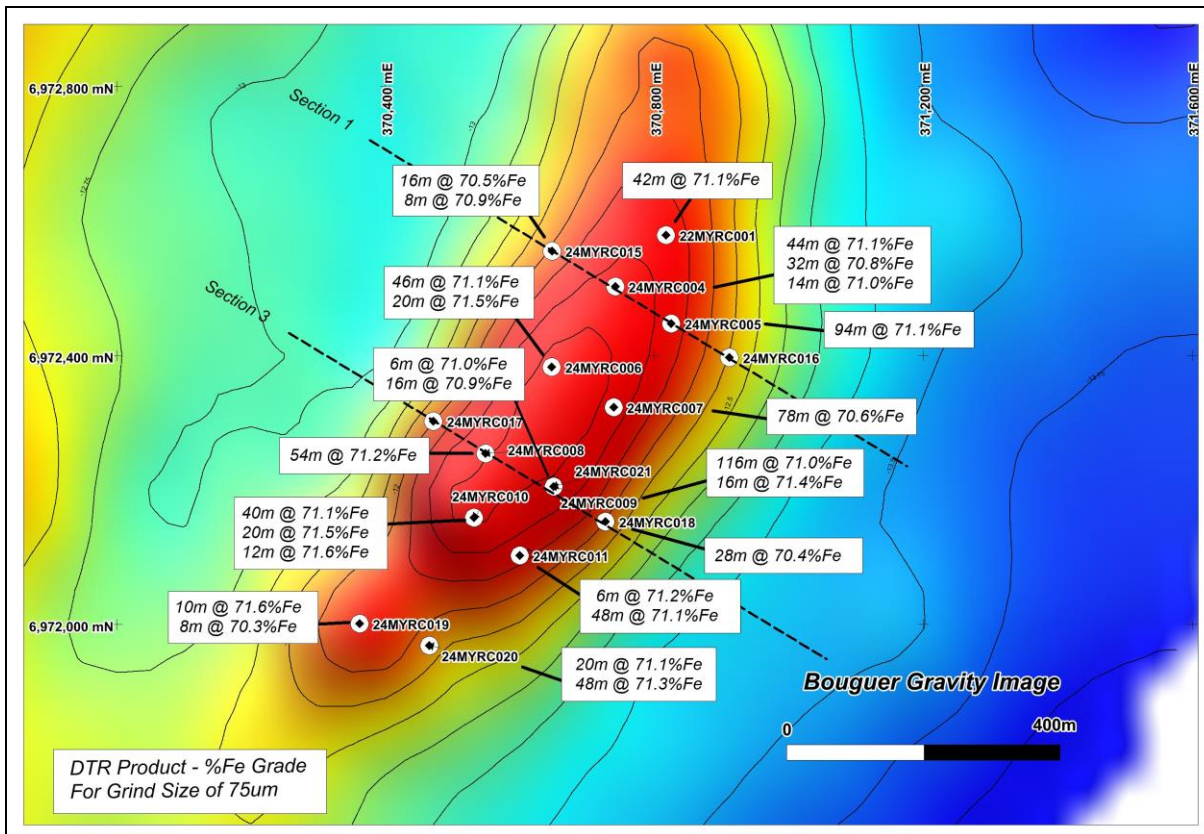 370,400 mE
370,800 mE
371,200 mE
371,600 mE
6,972,800 mN
Section 1
-13
-12.75
16m @ 70.5%Fe
8m @ 70.9%Fe
42m @ 71.1%Fe
22MYRC001
24MYRC015
44m @ 71.1%Fe
32m @ 70.8%Fe
14m @ 71.0%Fe
46m @ 71.1%Fe
20m @ 71.5%Fe
24MYRC004
Section 3
24MYRC005
94m @ 71.1%Fe
6,972,400 mN
24MYRC016
6m @ 71.0%Fe
16m @ 70.9%Fe
24MYRC006
-12.75
24MYRC007
-12.5
78m @ 70.6%Fe
24MYRC017
54m @ 71.2%Fe
24MYRC008
116m @ 71.0%Fe
16m @ 71.4%Fe
24MYRC021
-12
24MYRC010
24MYRC009
40m @ 71.1%Fe
20m @ 71.5%Fe
12m @ 71.6%Fe
24MYRC018
28m @ 70.4%Fe
24MYRC011
6m @ 71.2%Fe
48m @ 71.1%Fe
10m @ 71.6%Fe
8m @ 70.3%Fe
6,972,000 mN
24MYRC019
24MYRC020
20m @ 71.1%Fe
48m @ 71.3%Fe
Bouguer Gravity Image
0
400m
DTR Product - %Fe Grade
For Grind Size of 75um